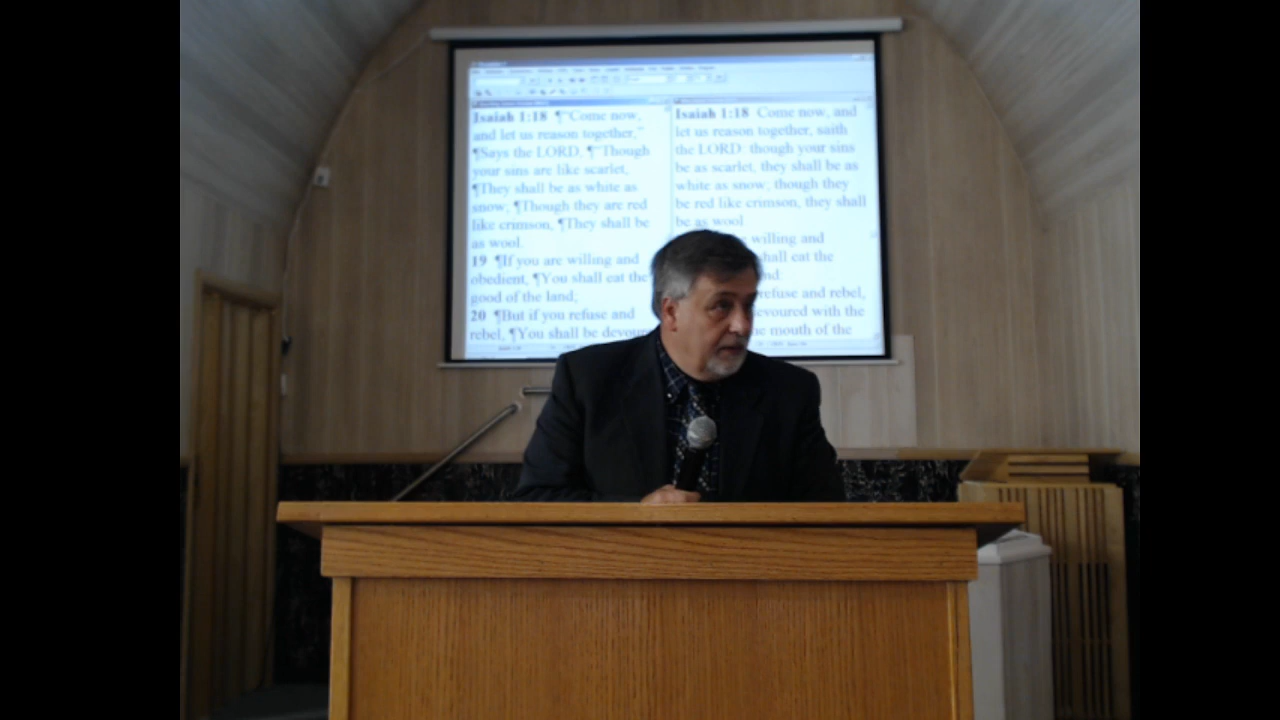 Isaiah 1:18 ¶"Come now,
and let us reason together,"
¶Says the LORD, ¶"Though
your sins are like scarlet,
¶They shall be as white as
snow; ¶Though they are red
like crimson, ¶They shall be
as wool.
19 ¶If you are willing and
obedient, ¶You shall eat the
good of the land;
20 ¶But if you refuse and
rebel, ¶You shall be devour
Isaiah 1:18 Come now, and
let us reason together, saith
the LORD: though your sins
be as scarlet, they shall be as
white as snow; though they
be red like crimson, they shall
be as wool
willing and
shall eat the
refuse and rebel,
devoured with the
mouth of the